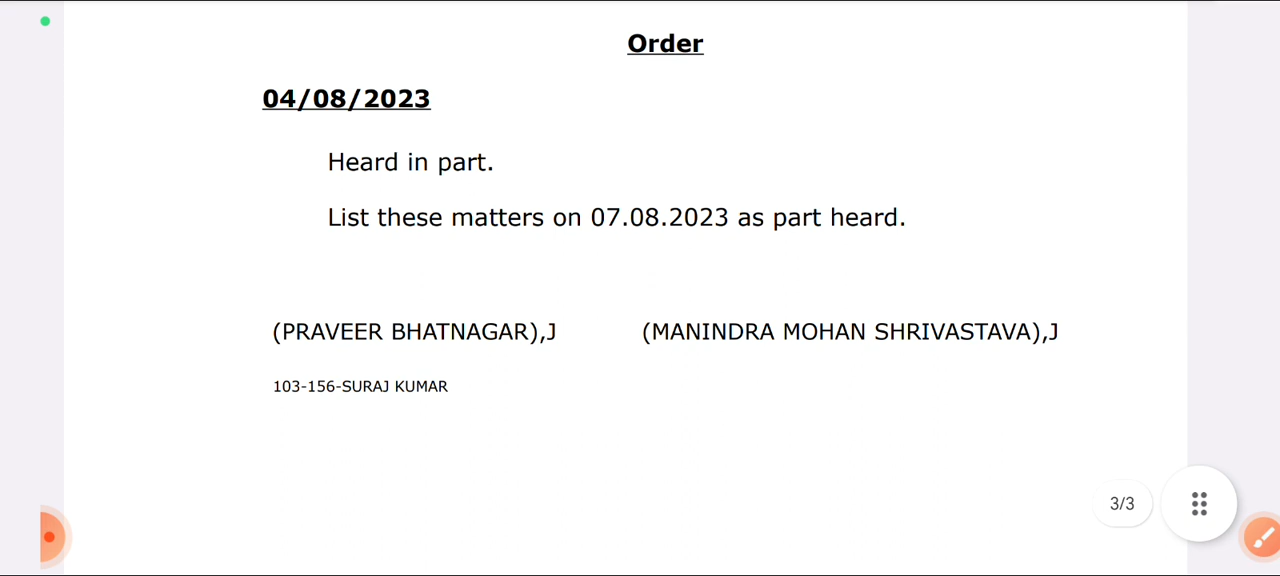 Order
04/08/2023
Heard in part.
List these matters on 07.08.2023 as part heard.
(PRAVEER BHATNAGAR),J (MANINDRA MOHAN SHRIVASTAVA),J
103-156-SURAJ KUMAR
3/3